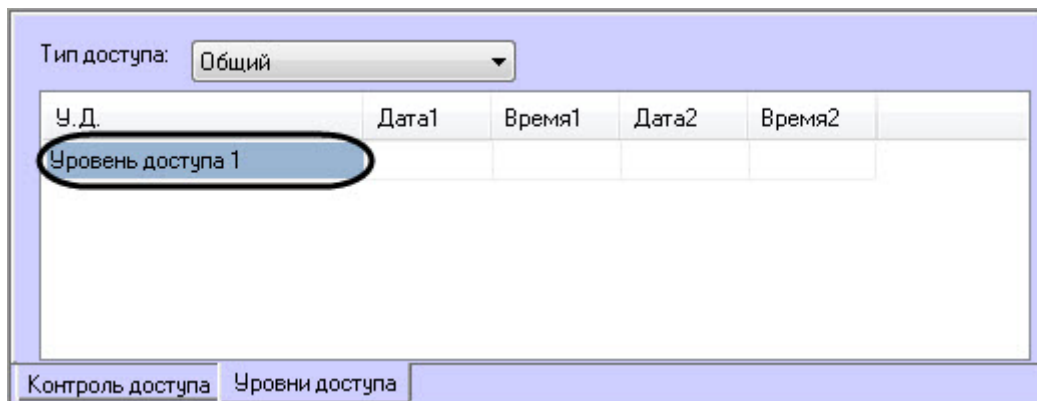 Тип доступа: Общий
У.Д. Дата1 Время1 Дата2 Время2
Уровень доступа 1
Контроль доступа Уровни доступа